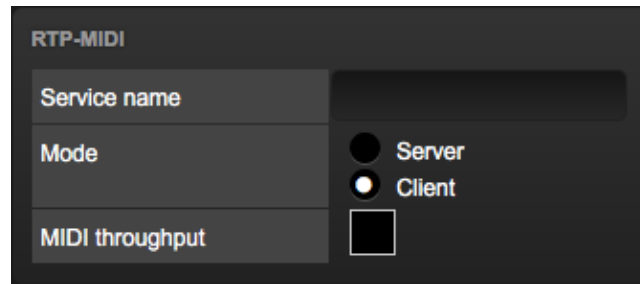 RTP-MIDI
Service name
Mode
Server
Client
MIDI throughput